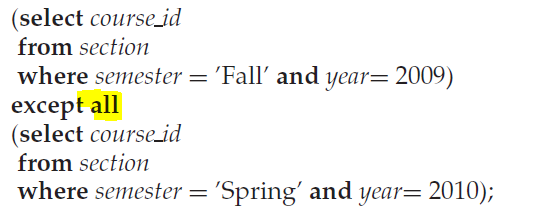 (select course_id
from section
where semester = ’Fall’ and year= 2009)
except all
(select course_id
from section
where semester = ’Spring’ and year= 2010);